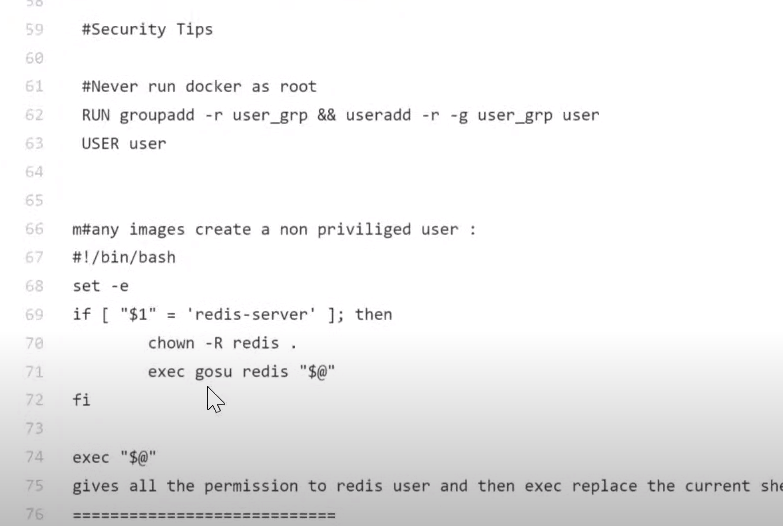 58
59 #Security Tips
60
61 #Never run docker as root
62 RUN groupadd -r user_grp && useradd -r -g user_grp user
63 USER user
64
65
66 m#any images create a non priviliged user :
67 #!/bin/bash
68 set -e
69 if [ "$1" = 'redis-server' ]; then
70 chown -R redis .
71 exec gosu redis "$@"
72 fi
73
74 exec "$@"
75 gives all the permission to redis user and then exec replace the current she
76 ============================